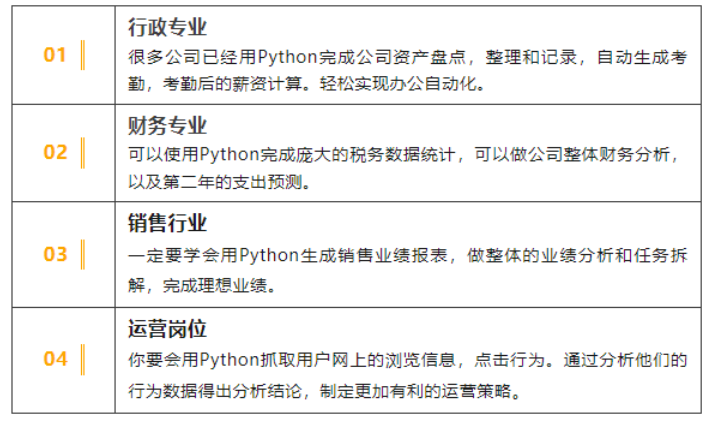 01
行政专业
很多公司已经用Python完成公司资产盘点，整理和记录，自动生成考
勤，考勤后的薪资计算。轻松实现办公自动化。
02
财务专业
可以使用Python完成庞大的税务数据统计，可以做公司整体财务分析，
以及第二年的支出预测。
03
销售行业
一定要学会用Python生成销售业绩报表，做整体的业绩分析和任务拆
解，完成理想业绩。
04
运营岗位
你要会用Python抓取用户网上的浏览信息，点击行为。通过分析他们的
行为数据得出分析结论，制定更加有利的运营策略。